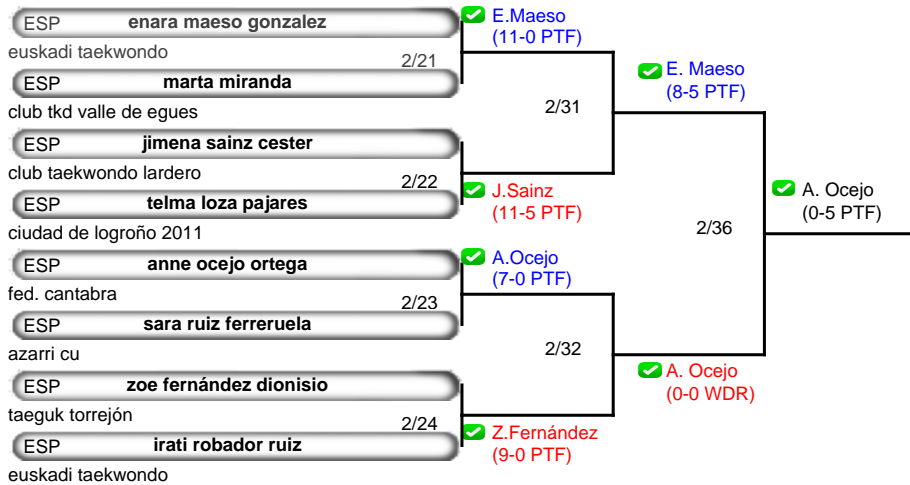 ESP enara maeso gonzalez
euskadi taekwondo
2/21
ESP marta miranda
club tkd valle de egues
ESP jimena sainz cester
club taekwondo lardero
2/22
ESP telma loza pajares
ciudad de logroño 2011
ESP anne ocejo ortega
fed. cantabra
2/23
ESP sara ruiz ferreruela
azarri cu
ESP zoe fernández dionisio
taeguk torrejón
2/24
ESP irati robador ruiz
euskadi taekwondo
E.Maeso
(11-0 PTF)
2/31
J.Sainz
(11-5 PTF)
A.Ocejo
(7-0 PTF)
2/32
Z.Fernández
(9-0 PTF)
E. Maeso
(8-5 PTF)
2/36
A. Ocejo
(0-0 WDR)
A. Ocejo
(0-5 PTF)